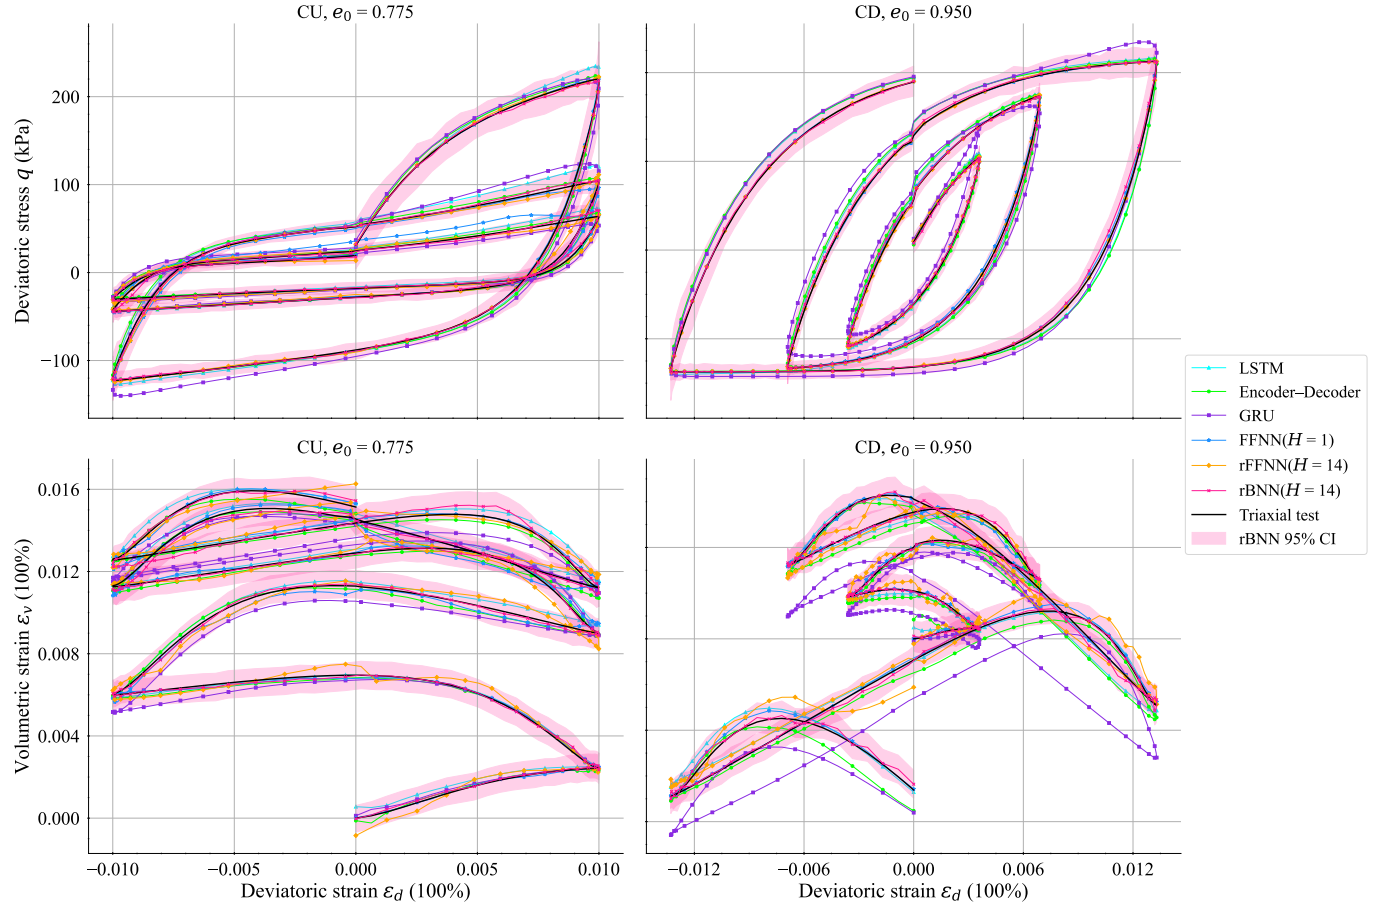 CU, e0 = 0.775
CD, e0 = 0.950
Deviatoric stress q (kPa)
200
100
0
−100
LSTM
Encoder–Decoder
GRU
FFNN(H = 1)
rFFNN(H = 14)
rBNN(H = 14)
Triaxial test
rBNN 95% CI
CU, e0 = 0.775
CD, e0 = 0.950
Volumetric strain εv (100%)
0.016
0.012
0.008
0.004
0.000
−0.010
−0.005
0.000
0.005
0.010
Deviatoric strain εd (100%)
−0.012
−0.006
0.000
0.006
0.012
Deviatoric strain εd (100%)